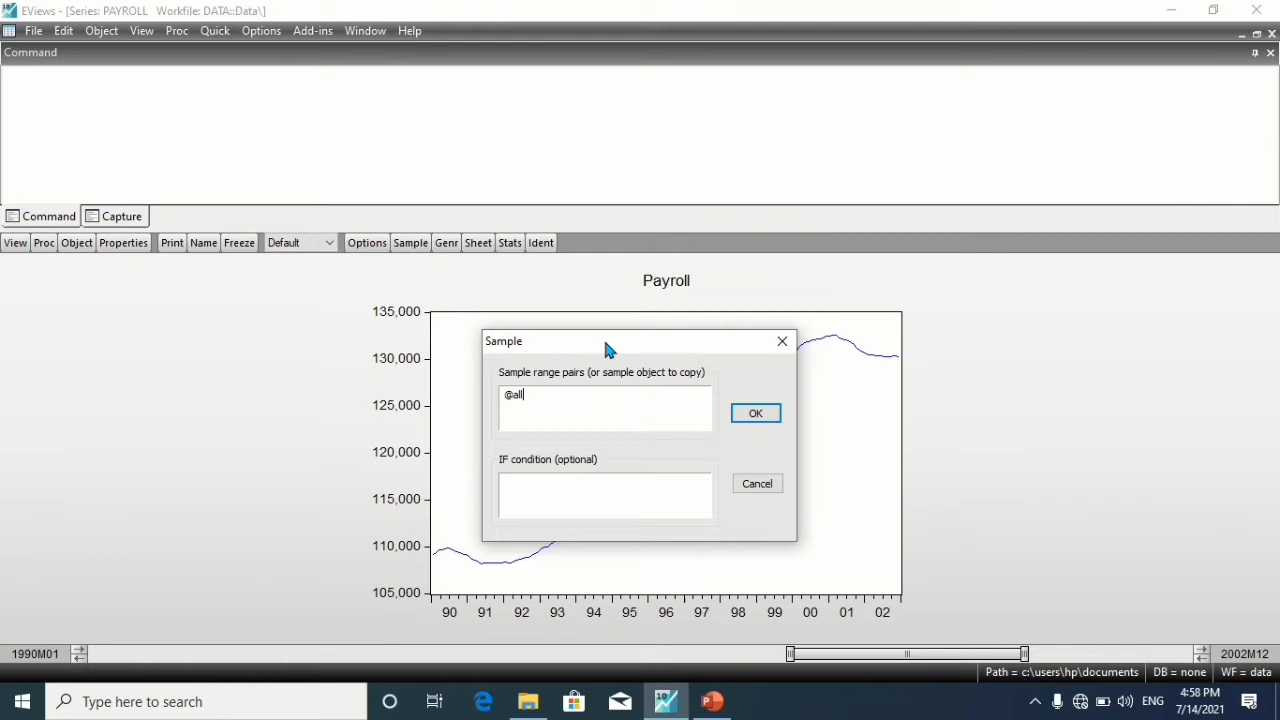 EViews - [Series: PAYROLL   Workfile: DATA::Data\]
File Edit Object View Proc Quick Options Add-ins Window Help
Command
Command Capture
View Proc Object Properties Print Name Freeze Default Options Sample Genr Sheet Stats Ident
Payroll
135,000
130,000
125,000
120,000
115,000
110,000
105,000
90 91 92 93 94 95 96 97 98 99 00 01 02
Sample
Sample range pairs (or sample object to copy)
@all
OK
IF condition (optional)
Cancel
1990M01
2002M12
Path = c:\users\hp\documents DB = none WF = data
Type here to search
10
P
ENG
4:58 PM
7/14/2021